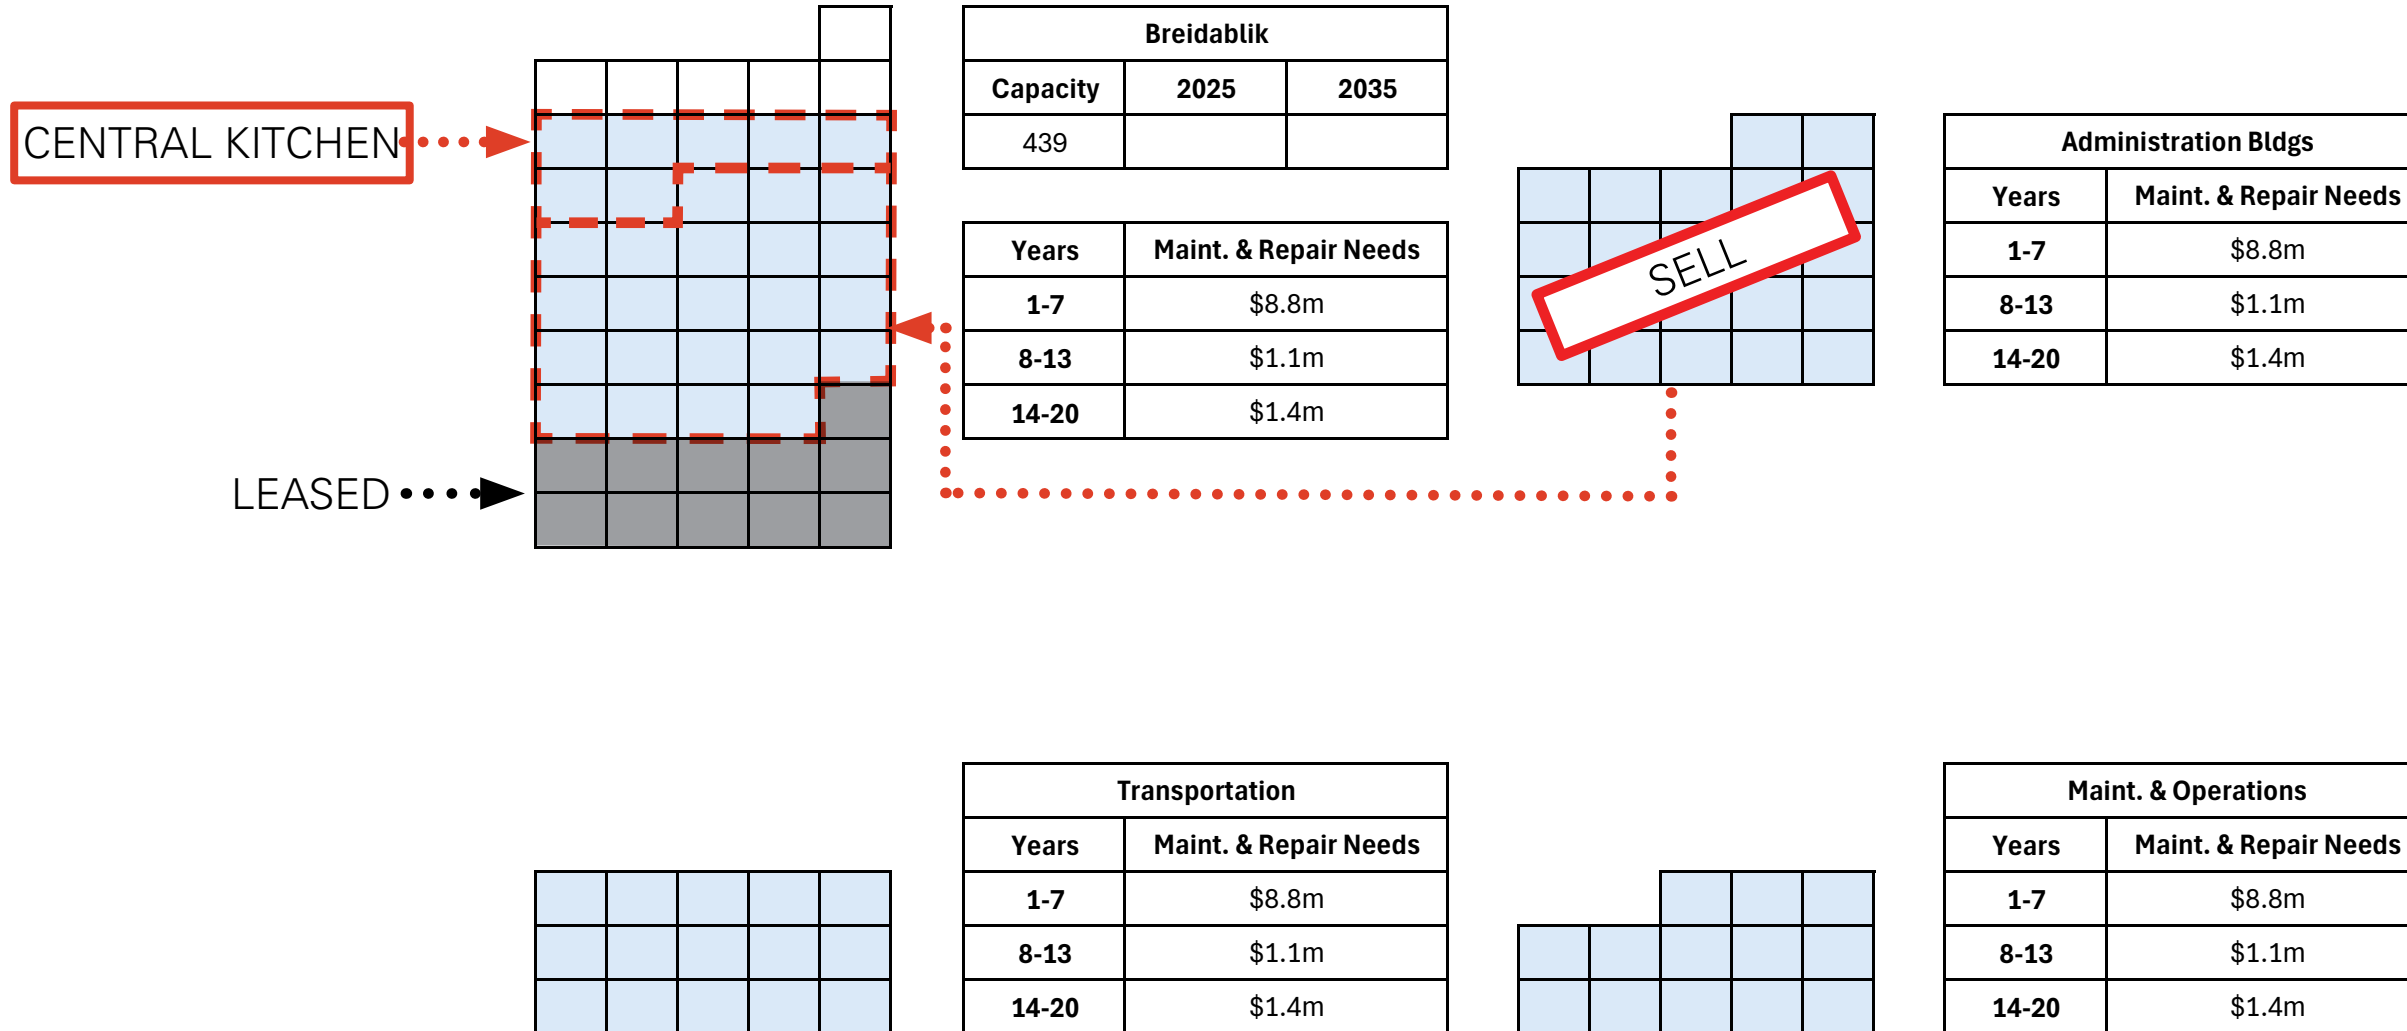 Breidablik
Capacity 2025 2035
439
CENTRAL KITCHEN
Years Maint. & Repair Needs
1-7 $8.8m
8-13 $1.1m
14-20 $1.4m
LEASED
SELL
Administration Bldgs
Years Maint. & Repair Needs
1-7 $8.8m
8-13 $1.1m
14-20 $1.4m
Transportation
Years Maint. & Repair Needs
1-7 $8.8m
8-13 $1.1m
14-20 $1.4m
Maint. & Operations
Years Maint. & Repair Needs
1-7 $8.8m
8-13 $1.1m
14-20 $1.4m